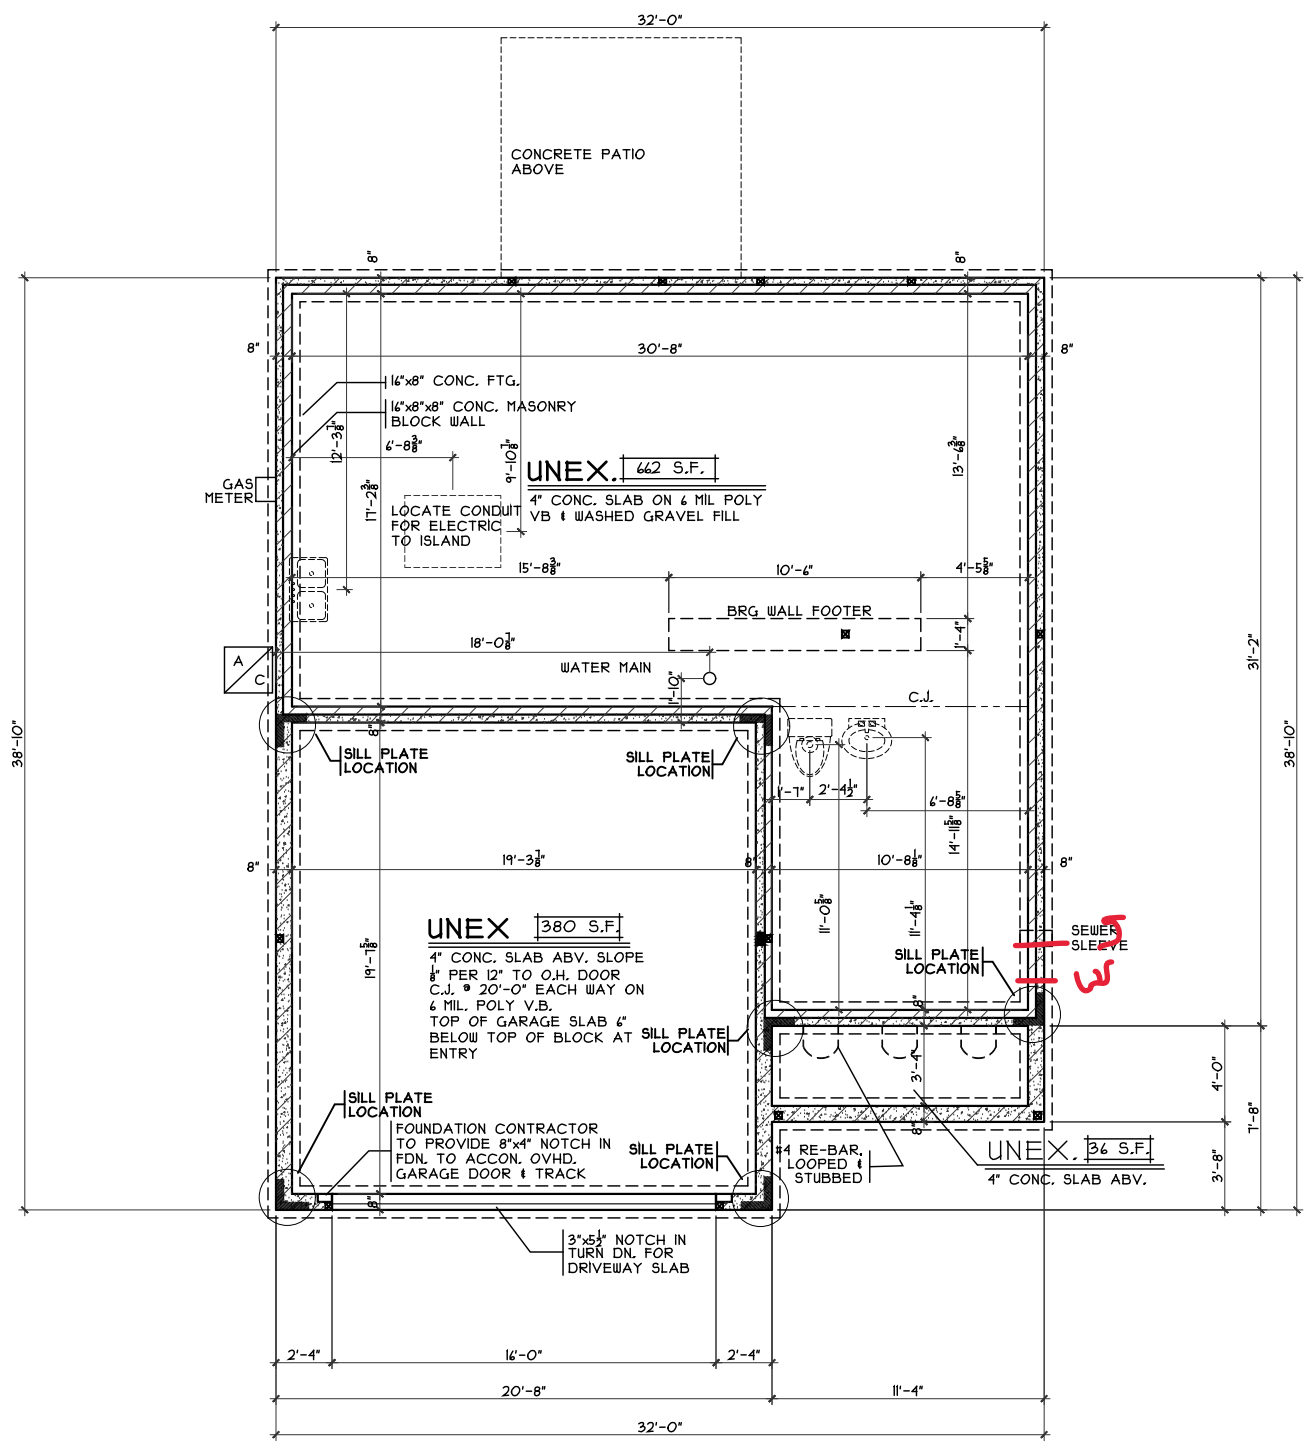 32'-0"
CONCRETE PATIO
ABOVE
8"
8"
8"
30'-8"
8"
16"x8" CONC. FTG.
16"x8"x8" CONC. MASONRY
BLOCK WALL
12'-3⅞"
6'-8⅜"
9'-10⅞"
13'-6⅜"
17'-2⅜"
UNEX. 662 S.F.
4" CONC. SLAB ON 6 MIL POLY
VB & WASHED GRAVEL FILL
GAS
METER
LOCATE CONDUIT
FOR ELECTRIC
TO ISLAND
15'-8⅜"
10'-6"
4'-5⅝"
BRG WALL FOOTER
1'-4"
18'-0⅞"
WATER MAIN
1'-10"
A
C
C.J.
31'-2"
38'-10"
38'-10"
8"
SILL PLATE
LOCATION
SILL PLATE
LOCATION
1'-7"
2'-4½"
6'-8⅝"
14'-11⅝"
8"
19'-3⅞"
8"
10'-8⅛"
8"
11'-0⅝"
11'-4⅛"
19'-7⅝"
UNEX 380 S.F.
4" CONC. SLAB ABV. SLOPE
⅛" PER 12" TO O.H. DOOR
C.J. @ 20'-0" EACH WAY ON
6 MIL. POLY V.B.
TOP OF GARAGE SLAB 6"
BELOW TOP OF BLOCK AT
ENTRY
SEWER
SLEEVE
SILL PLATE
LOCATION
8"
SILL PLATE
LOCATION
3'-4"
4'-0"
7'-8"
8"
SILL PLATE
LOCATION
FOUNDATION CONTRACTOR
TO PROVIDE 8"x4" NOTCH IN
FDN. TO ACCON. OVHD.
GARAGE DOOR & TRACK
SILL PLATE
LOCATION
#4 RE-BAR.
LOOPED &
STUBBED
UNEX. 36 S.F.
4" CONC. SLAB ABV.
3'-8"
8"
3"x5½" NOTCH IN
TURN DN. FOR
DRIVEWAY SLAB
2'-4"
16'-0"
2'-4"
20'-8"
11'-4"
32'-0"